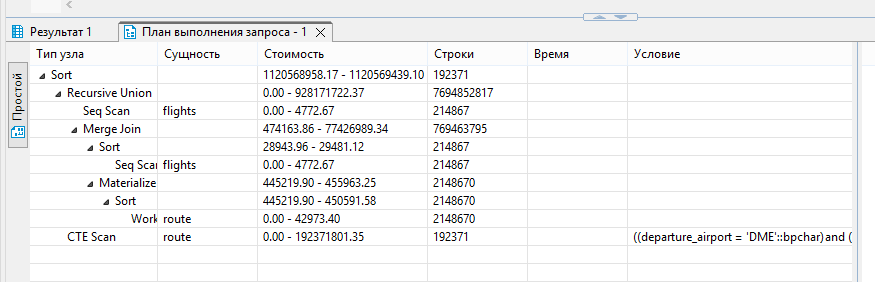 Результат 1
План выполнения запроса - 1
Простой
Тип узла Сущность Стоимость Строки Время Условие
Sort 1120568958.17 - 1120569439.10 192371
Recursive Union 0.00 - 928171722.37 7694852817
Seq Scan flights 0.00 - 4772.67 214867
Merge Join 474163.86 - 77426989.34 769463795
Sort 28943.96 - 29481.12 214867
Seq Scar flights 0.00 - 4772.67 214867
Materialize 445219.90 - 455963.25 2148670
Sort 445219.90 - 450591.58 2148670
Work route 0.00 - 42973.40 2148670
CTE Scan route 0.00 - 192371801.35 192371 ((departure_airport = 'DME'::bpchar) and (